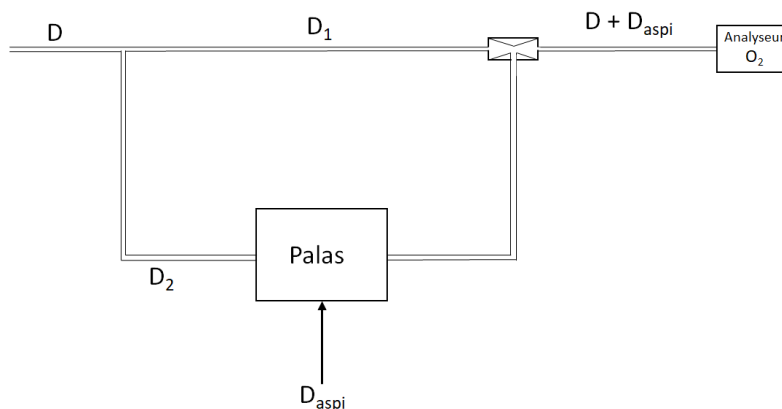 D
D₁
D + Dₐₛₚᵢ
Analyseur
O₂
Palas
D₂
Dₐₛₚᵢ